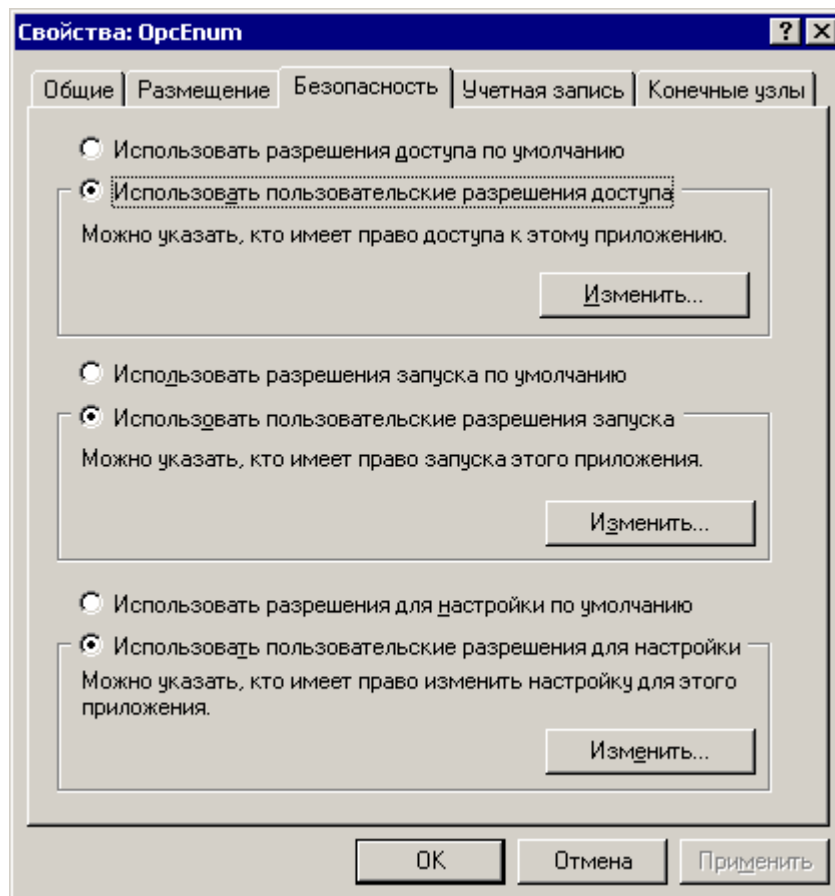 Свойства: OpcEnum
Общие Размещение Безопасность Учетная запись Конечные узлы
Использовать разрешения доступа по умолчанию
Использовать пользовательские разрешения доступа
Можно указать, кто имеет право доступа к этому приложению.
Изменить...
Использовать разрешения запуска по умолчанию
Использовать пользовательские разрешения запуска
Можно указать, кто имеет право запуска этого приложения.
Изменить...
Использовать разрешения для настройки по умолчанию
Использовать пользовательские разрешения для настройки
Можно указать, кто имеет право изменить настройку для этого
приложения.
Изменить...
OK Отмена Применить